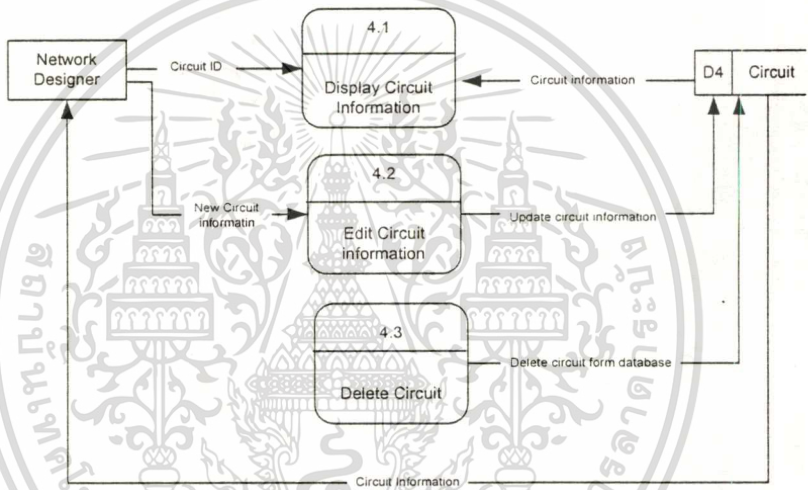 4.1
Network
Designer
Circuit ID
Display Circuit
Information
Circuit information
D4
Circuit
4.2
New Circuit
informatin
Edit Circuit
information
Update circuit information
4.3
Delete Circuit
Delete circuit form database
Circuit Information